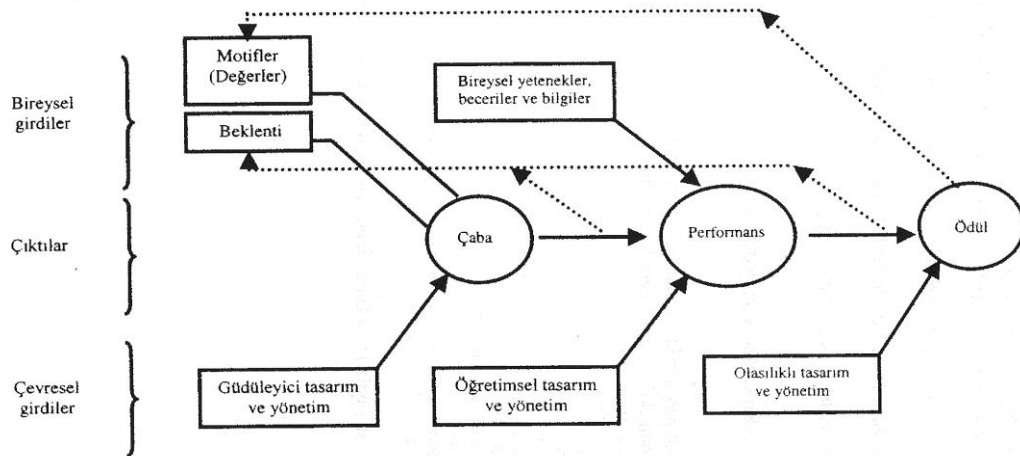 Motifler
(Değerler)
Bireysel yetenekler,
beceriler ve bilgiler
Bireysel
girdiler
Beklenti
Çıktılar
Çaba
Performans
Ödül
Çevresel
girdiler
Güdüleyici tasarım
ve yönetim
Öğretimsel tasarım
ve yönetim
Olasılıklı tasarım
ve yönetim